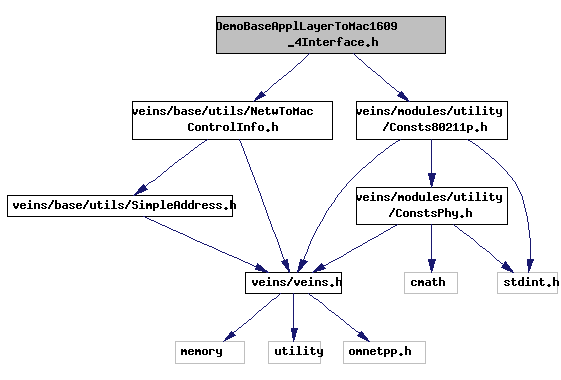 DemoBaseApplLayerToMac1609
_4Interface.h
veins/base/utils/NetwToMac
ControlInfo.h
veins/modules/utility
/Consts80211p.h
veins/base/utils/SimpleAddress.h
veins/modules/utility
/ConstsPhy.h
veins/veins.h
cmath
stdint.h
memory
utility
omnetpp.h